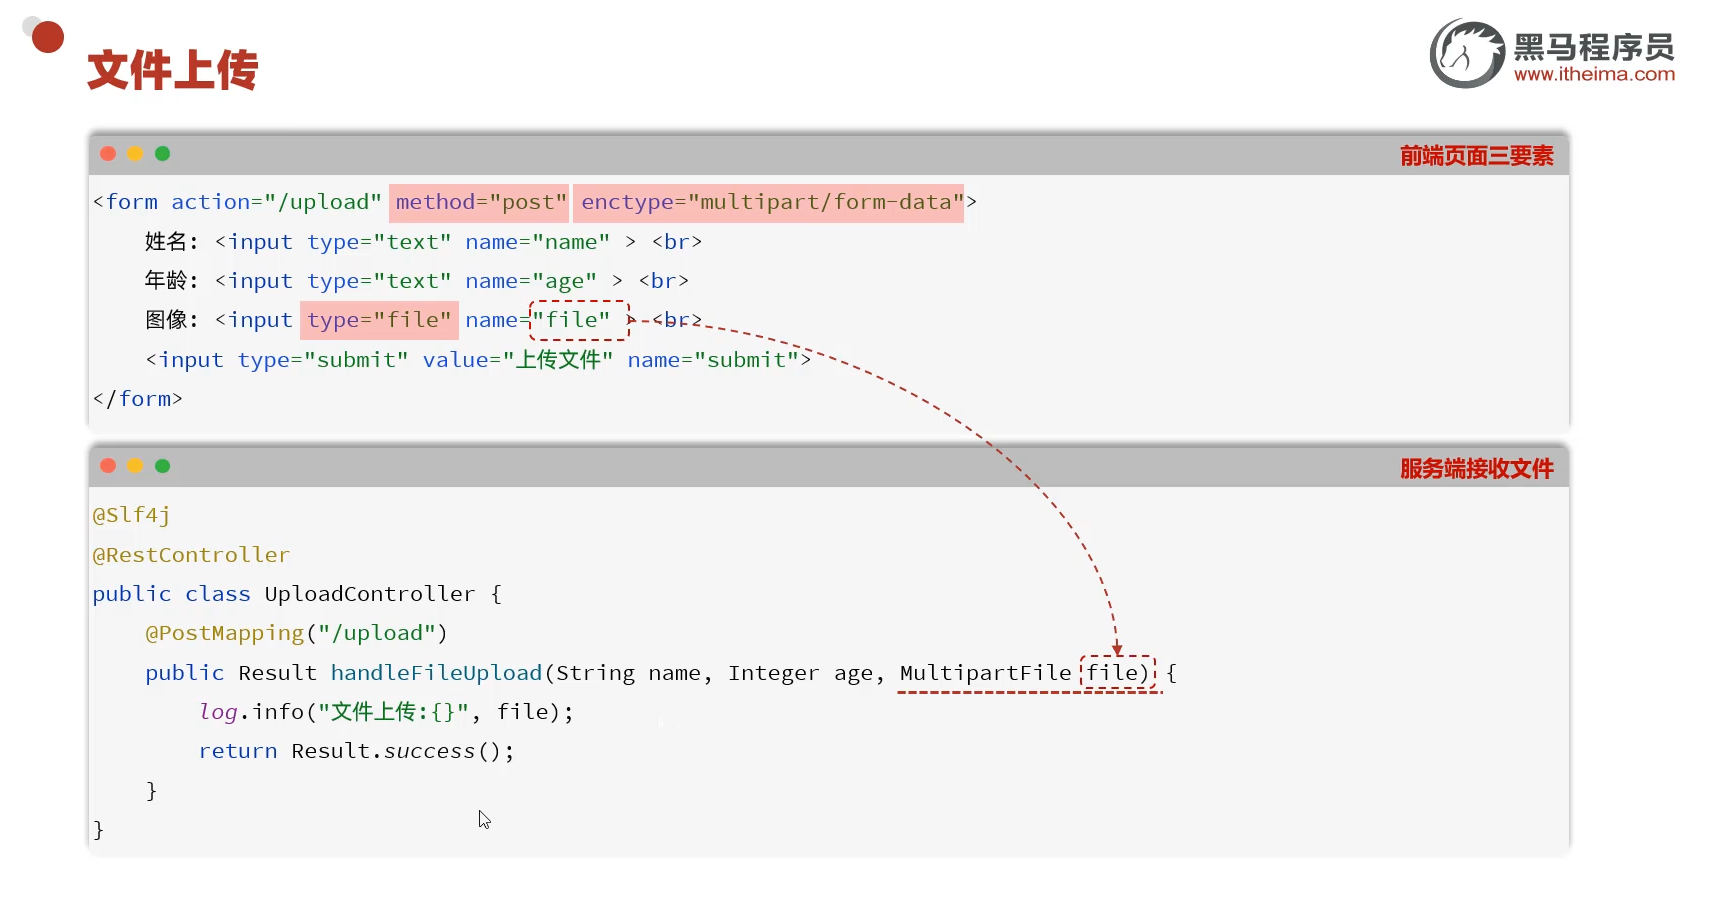 文件上传
黑马程序员
www.itheima.com
前端页面三要素
<form action="/upload" method="post" enctype="multipart/form-data">
姓名: <input type="text" name="name" > <br>
年龄: <input type="text" name="age" > <br>
图像: <input type="file" name="file" > <br>
<input type="submit" value="上传文件" name="submit">
</form>
服务端接收文件
@Slf4j
@RestController
public class UploadController {
@PostMapping("/upload")
public Result handleFileUpload(String name, Integer age, MultipartFile file) {
log.info("文件上传:{}", file);
return Result.success();
}
}